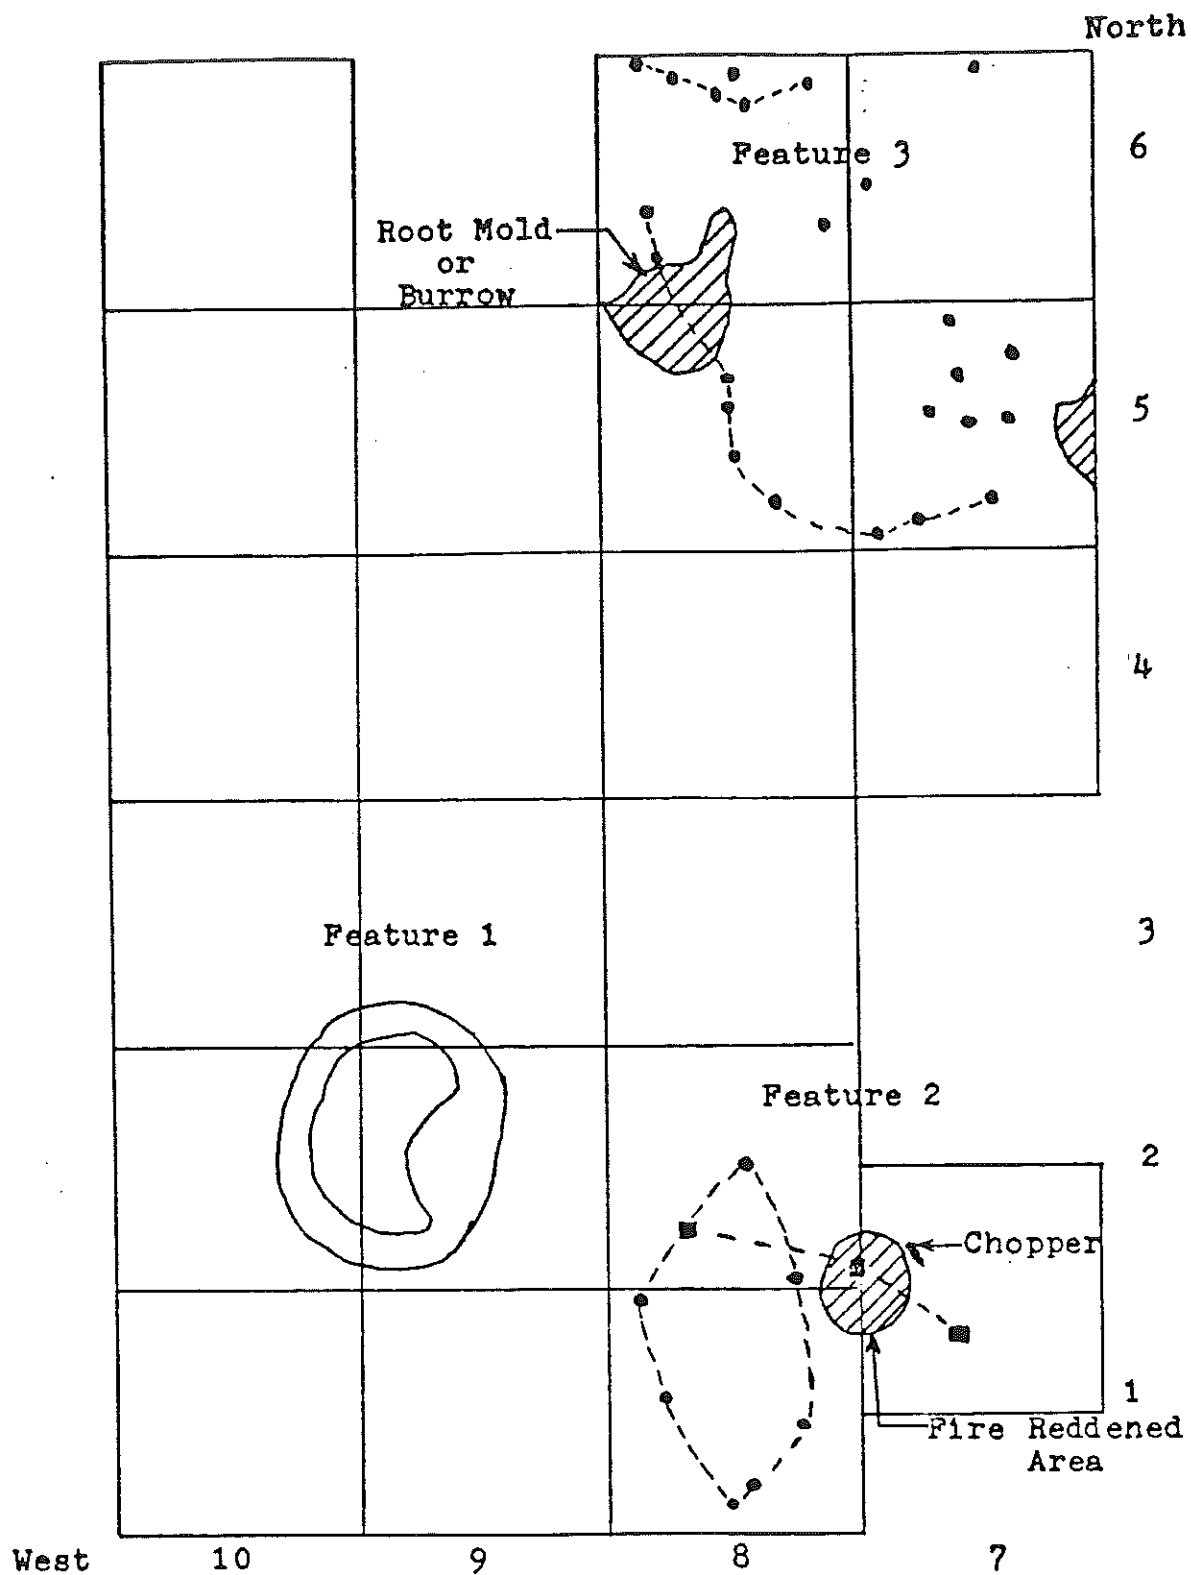 North
6
Feature 3
Root Mold
or
Burrow
5
4
3
Feature 1
Feature 2
2
Chopper
1
Fire Reddened
Area
West 10 9 8 7